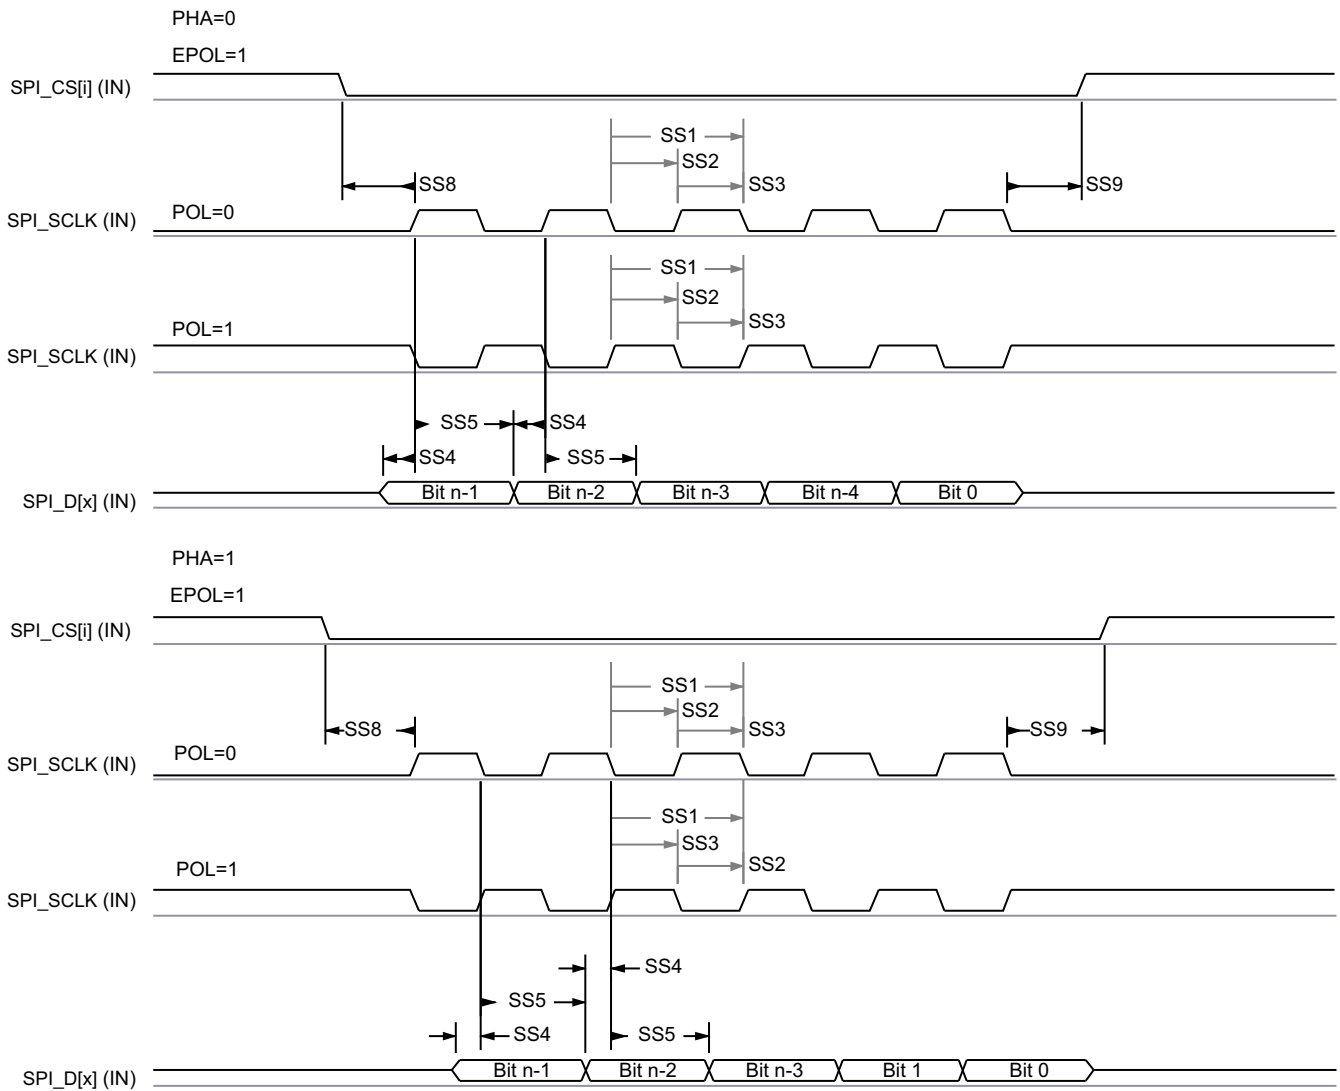 PHA=0
EPOL=1
SPI_CS[i] (IN)
SS1
SS2
SS8
SS3
SS9
POL=0
SPI_SCLK (IN)
SS1
SS2
SS3
POL=1
SPI_SCLK (IN)
SS5
SS4
SS4
SS5
SPI_D[x] (IN)
Bit n-1
Bit n-2
Bit n-3
Bit n-4
Bit 0
PHA=1
EPOL=1
SPI_CS[i] (IN)
SS1
SS2
SS8
SS3
SS9
POL=0
SPI_SCLK (IN)
SS1
SS3
SS2
POL=1
SPI_SCLK (IN)
SS4
SS5
SS4
SS5
SPI_D[x] (IN)
Bit n-1
Bit n-2
Bit n-3
Bit 1
Bit 0